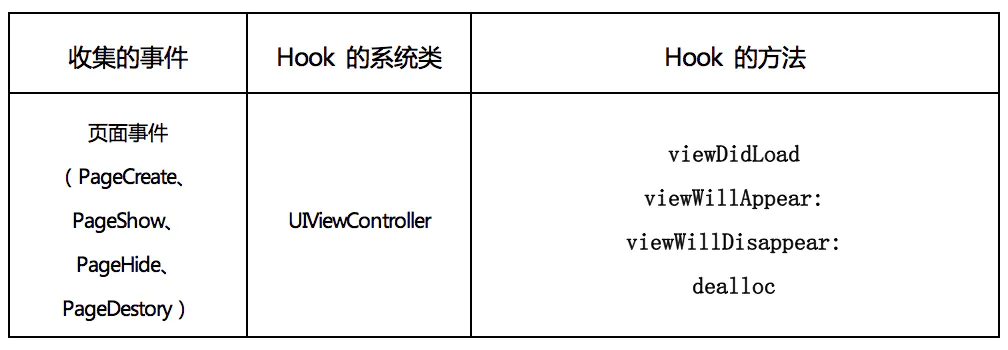 收集的事件
Hook 的系统类
Hook 的方法
页面事件
（PageCreate、
PageShow、
PageHide、
PageDestory）
UIViewController
viewDidLoad
viewWillAppear:
viewWillDisappear:
dealloc